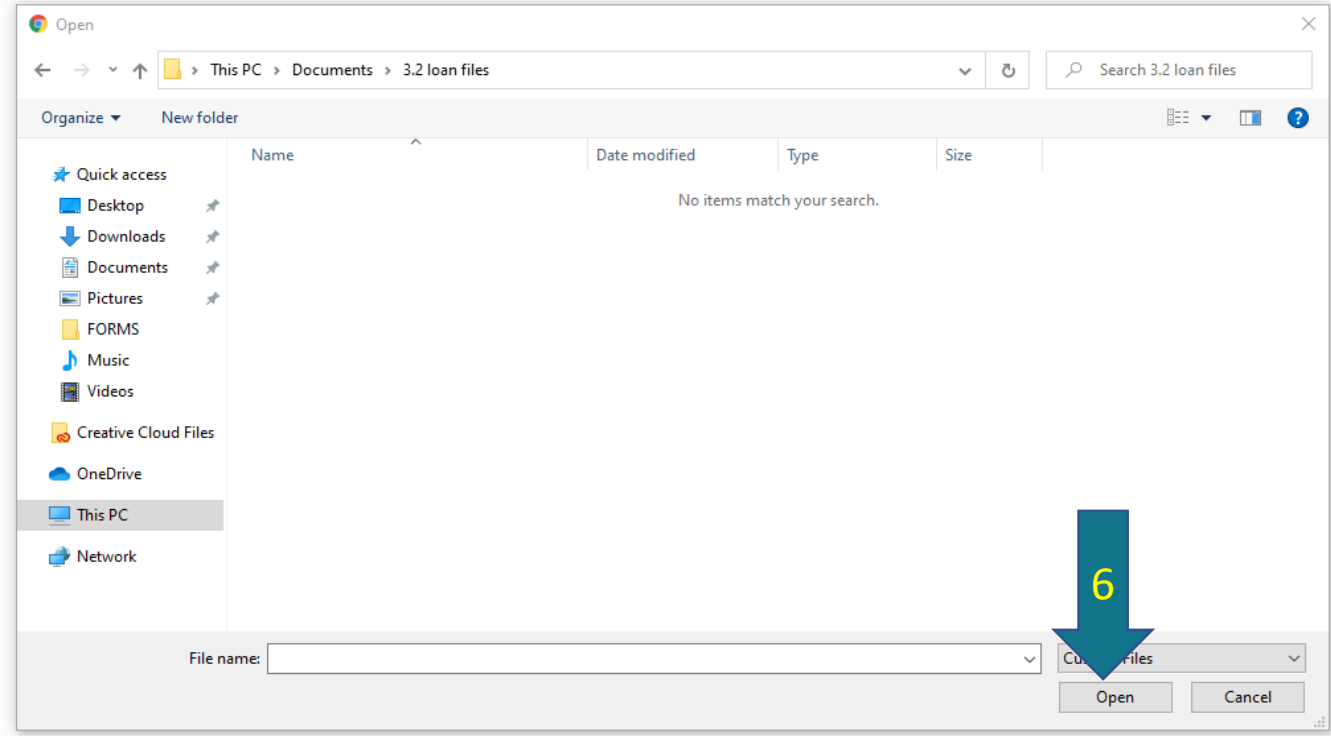 Open
This PC > Documents > 3.2 loan files
Search 3.2 loan files
Organize
New folder
?
Name
Date modified
Type
Size
No items match your search.
Quick access
Desktop
Downloads
Documents
Pictures
FORMS
Music
Videos
Creative Cloud Files
OneDrive
This PC
Network
6
File name:
Files
Open
Cancel